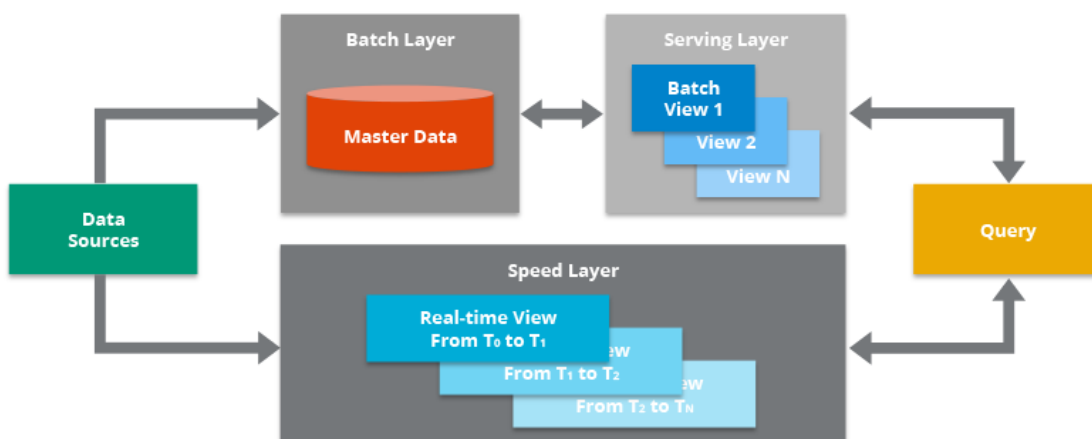 Batch Layer
Master Data
Serving Layer
Batch
View 1
View 2
View N
Data
Sources
Query
Speed Layer
Real-time View
From T₀ to T₁
From T₁ to T₂
From T₂ to Tₙ